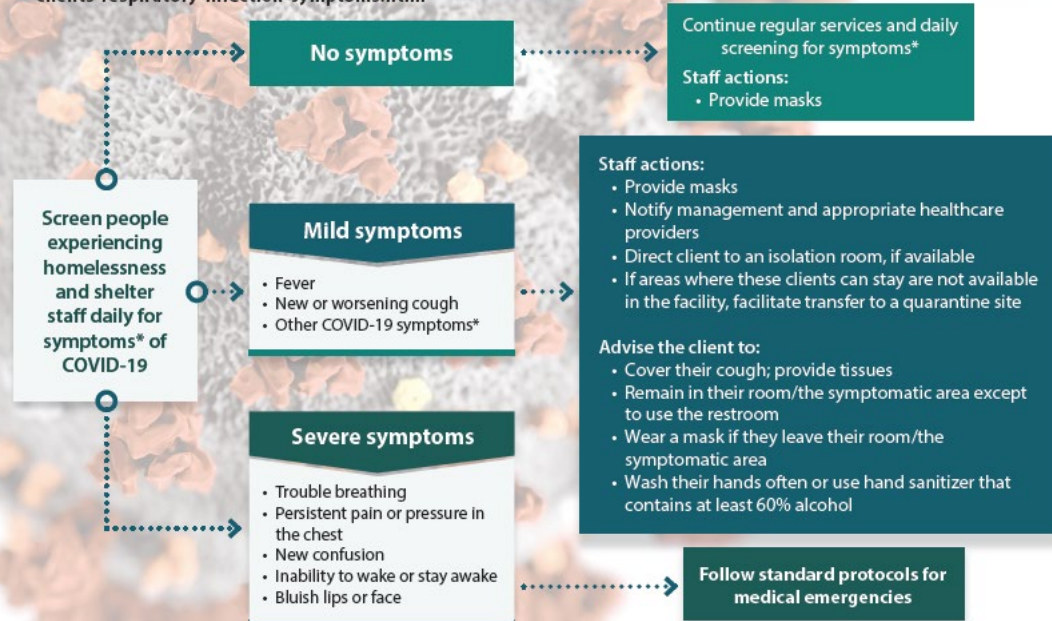 clients respiratory infection symptoms
No symptoms
Continue regular services and daily
screening for symptoms*
Staff actions:
• Provide masks
Screen people
experiencing
homelessness
and shelter
staff daily for
symptoms* of
COVID-19
Mild symptoms
• Fever
• New or worsening cough
• Other COVID-19 symptoms*
Staff actions:
• Provide masks
• Notify management and appropriate healthcare
providers
• Direct client to an isolation room, if available
• If areas where these clients can stay are not available
in the facility, facilitate transfer to a quarantine site
Advise the client to:
• Cover their cough; provide tissues
• Remain in their room/the symptomatic area except
to use the restroom
• Wear a mask if they leave their room/the
symptomatic area
• Wash their hands often or use hand sanitizer that
contains at least 60% alcohol
Severe symptoms
• Trouble breathing
• Persistent pain or pressure in
the chest
• New confusion
• Inability to wake or stay awake
• Bluish lips or face
Follow standard protocols for
medical emergencies